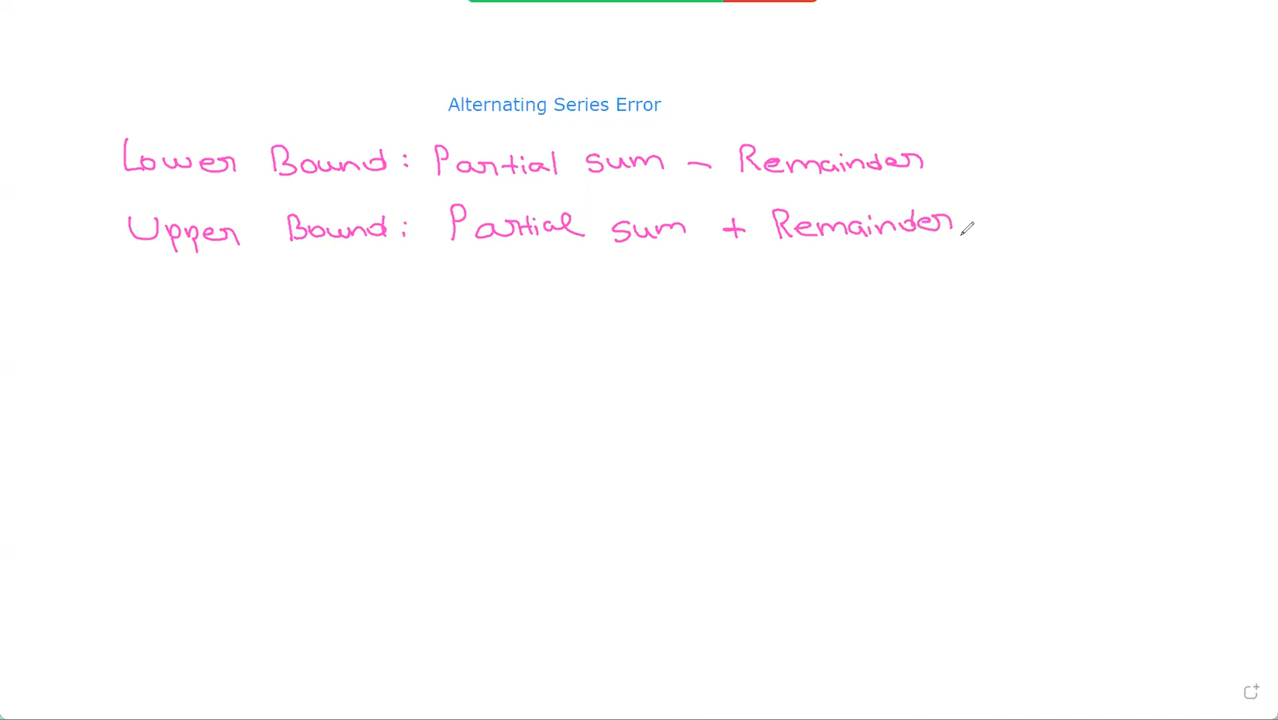 Alternating Series Error
Lower Bound: Partial sum - Remainder
Upper Bound: Partial sum + Remainder